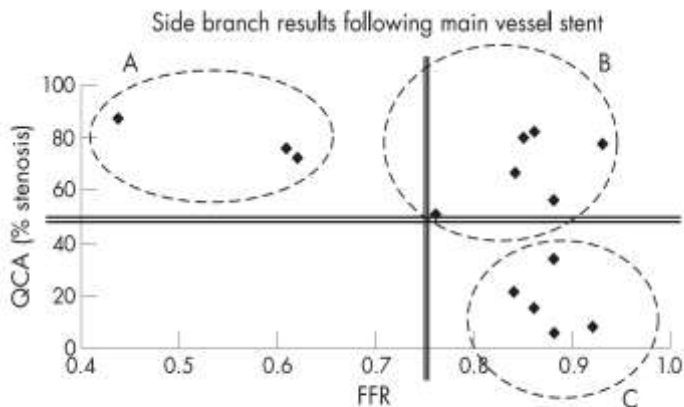 Side branch results following main vessel stent
A
B
100
80
60
40
20
0
QCA (% stenosis)
0.4 0.5 0.6 0.7 0.8 0.9 1.0
FFR
C